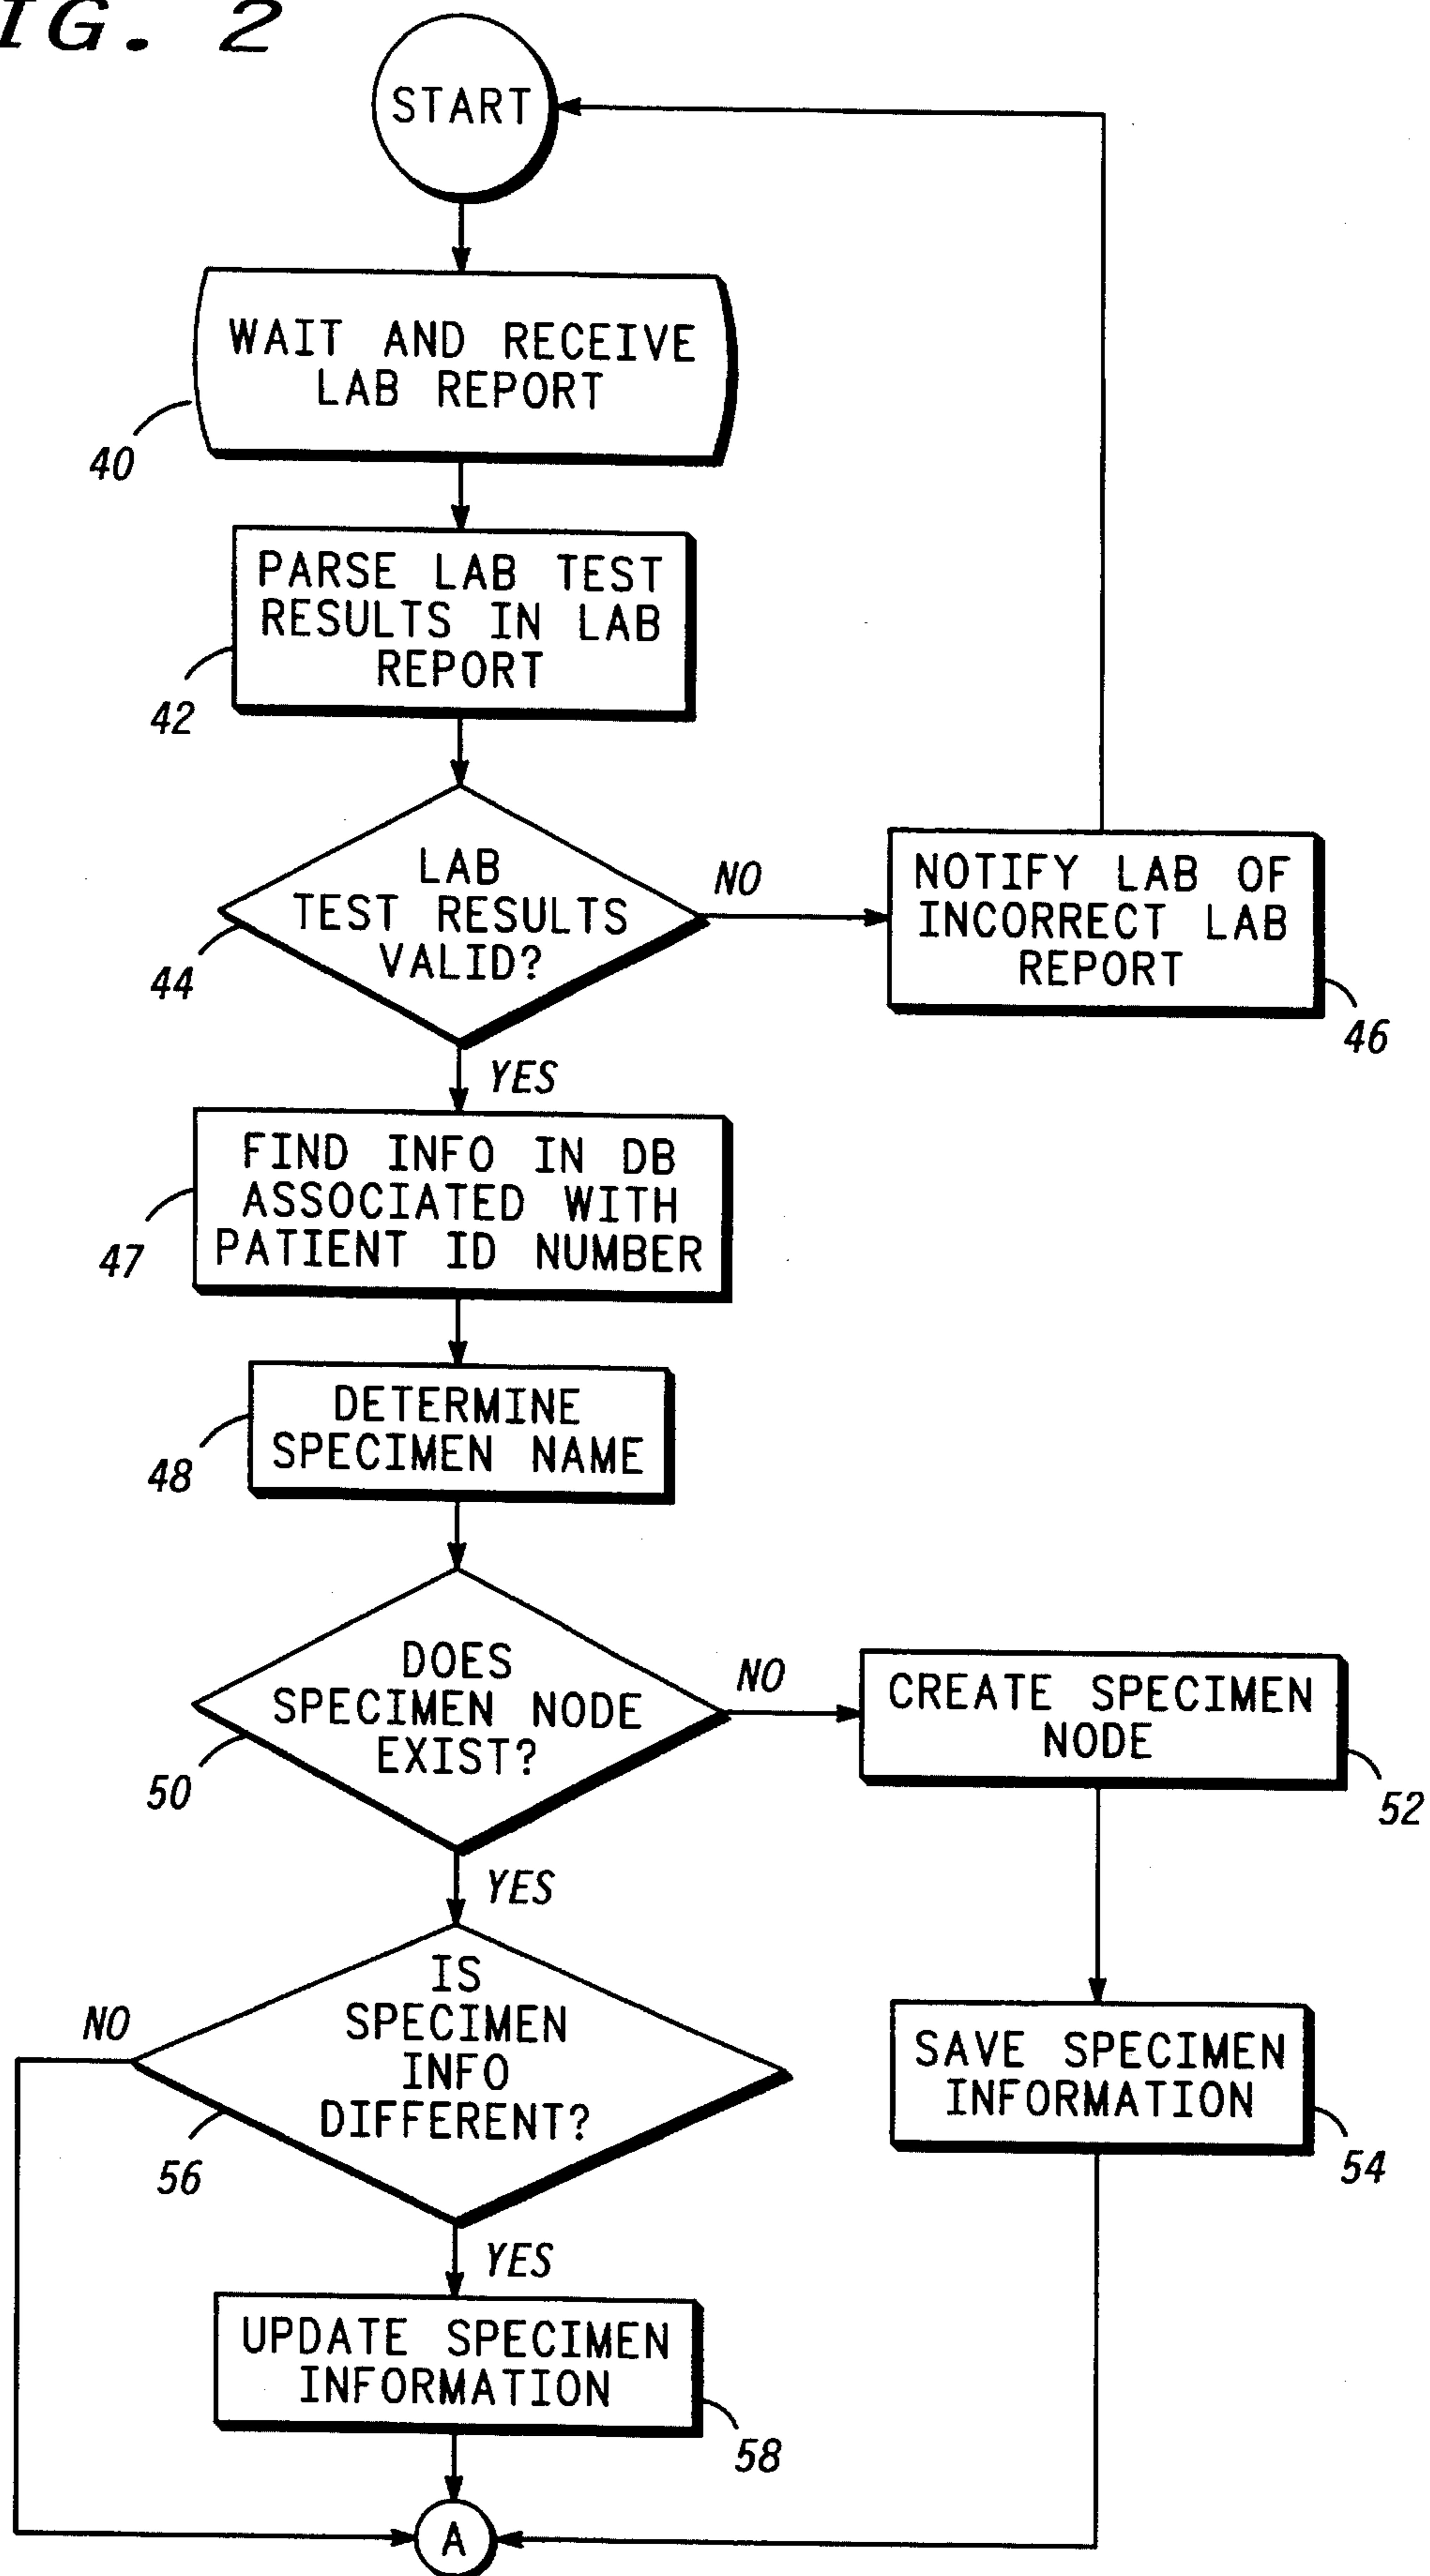 IG. 2
START
WAIT AND RECEIVE
LAB REPORT
40
PARSE LAB TEST
RESULTS IN LAB
REPORT
42
LAB
TEST RESULTS
VALID?
44
NO
NOTIFY LAB OF
INCORRECT LAB
REPORT
46
YES
FIND INFO IN DB
ASSOCIATED WITH
PATIENT ID NUMBER
47
DETERMINE
SPECIMEN NAME
48
DOES
SPECIMEN NODE
EXIST?
50
NO
CREATE SPECIMEN
NODE
52
YES
IS
SPECIMEN
INFO
DIFFERENT?
56
NO
SAVE SPECIMEN
INFORMATION
54
YES
UPDATE SPECIMEN
INFORMATION
58
A